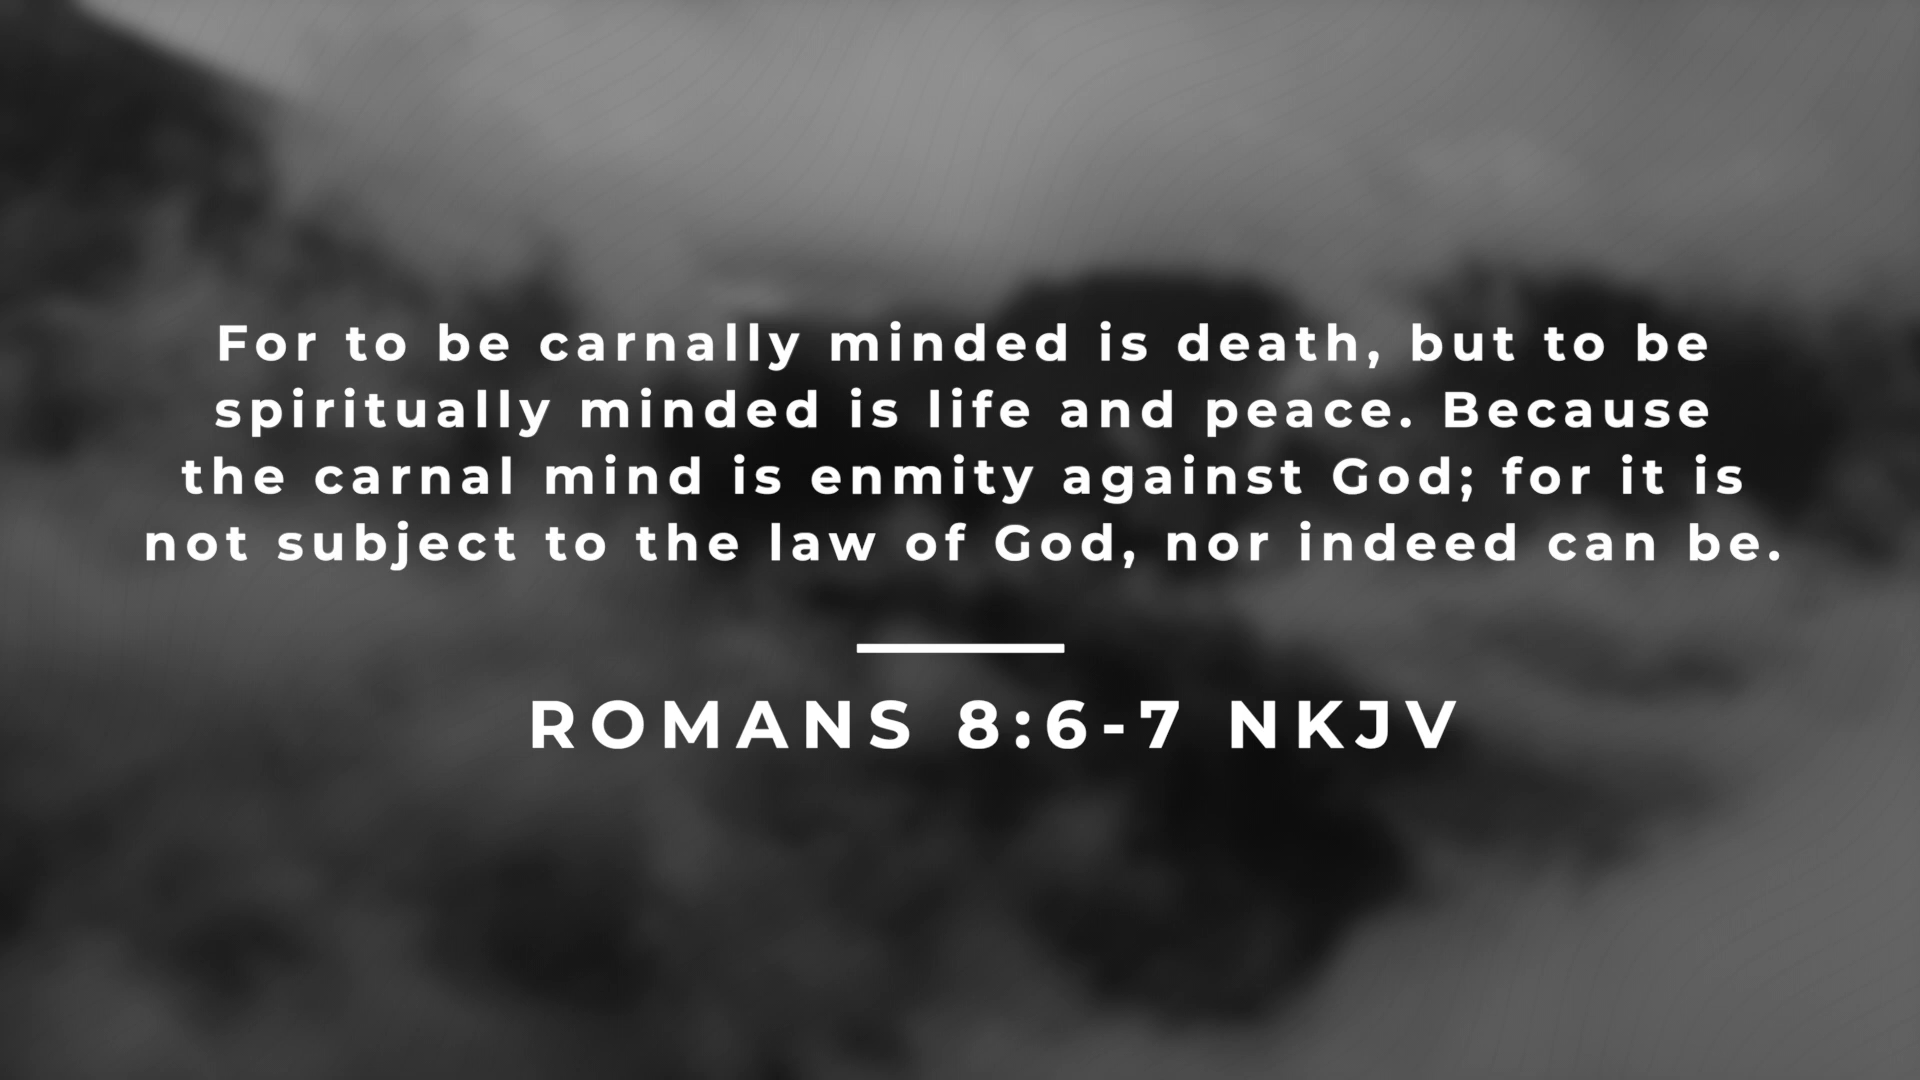 For to be carnally minded is death, but to be
spiritually minded is life and peace. Because
the carnal mind is enmity against God; for it is
not subject to the law of God, nor indeed can be.
ROMANS 8:6-7 NKJV